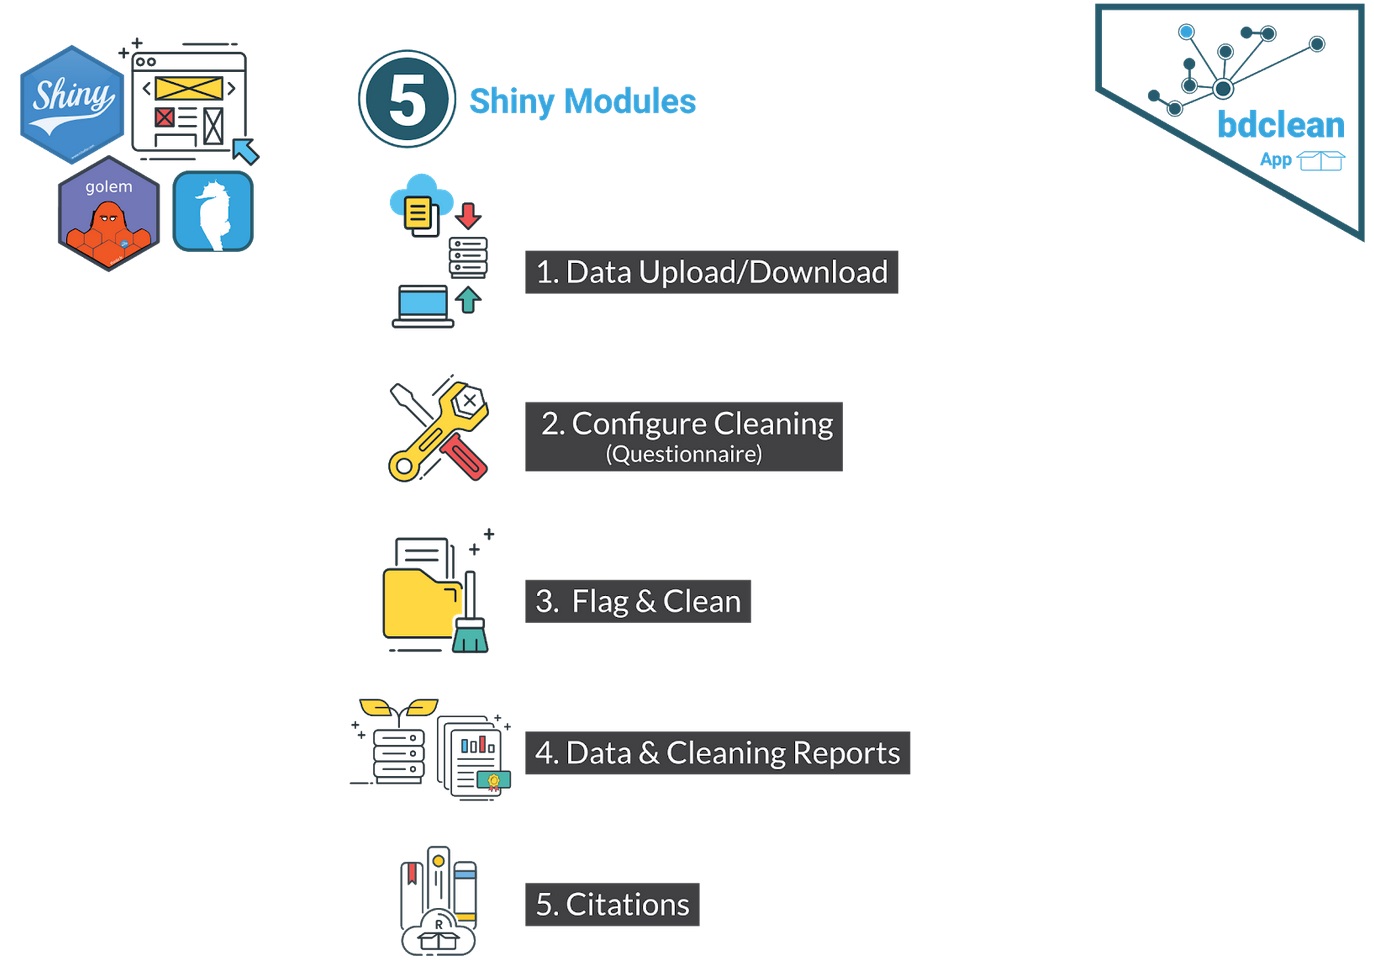 Shiny
golem
5
Shiny Modules
bdclean
App
1. Data Upload/Download
2. Configure Cleaning
(Questionnaire)
3. Flag & Clean
4. Data & Cleaning Reports
5. Citations
R